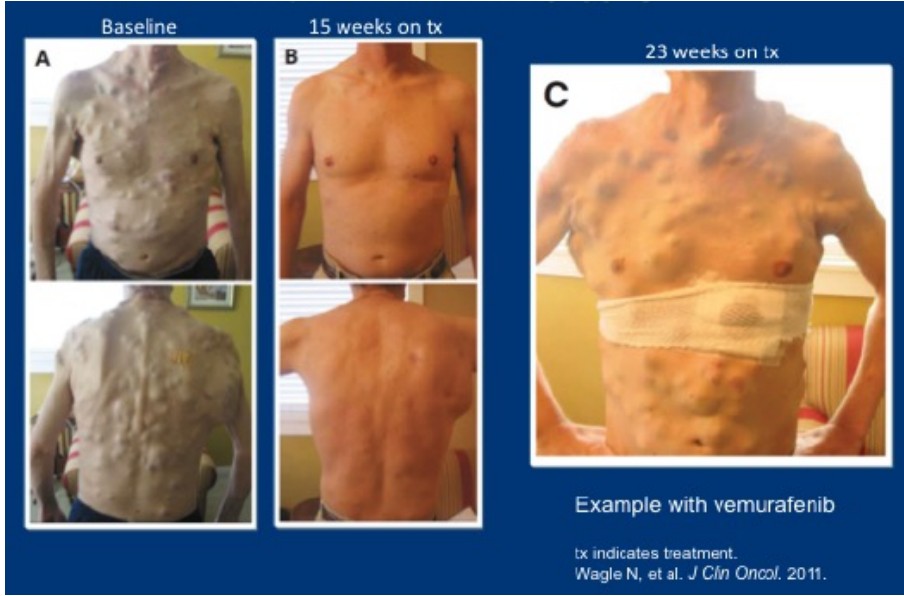 Baseline
15 weeks on tx
23 weeks on tx
A
B
C
Example with vemurafenib
tx indicates treatment.
Wagle N, et al. J Clin Oncol. 2011.